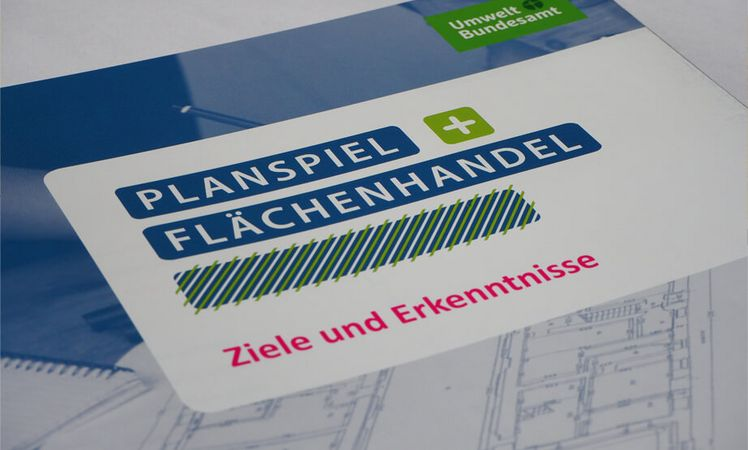 Umwelt
Bundesamt
PLANSPIEL
FLÄCHENHANDEL
Ziele und Erkenntnisse